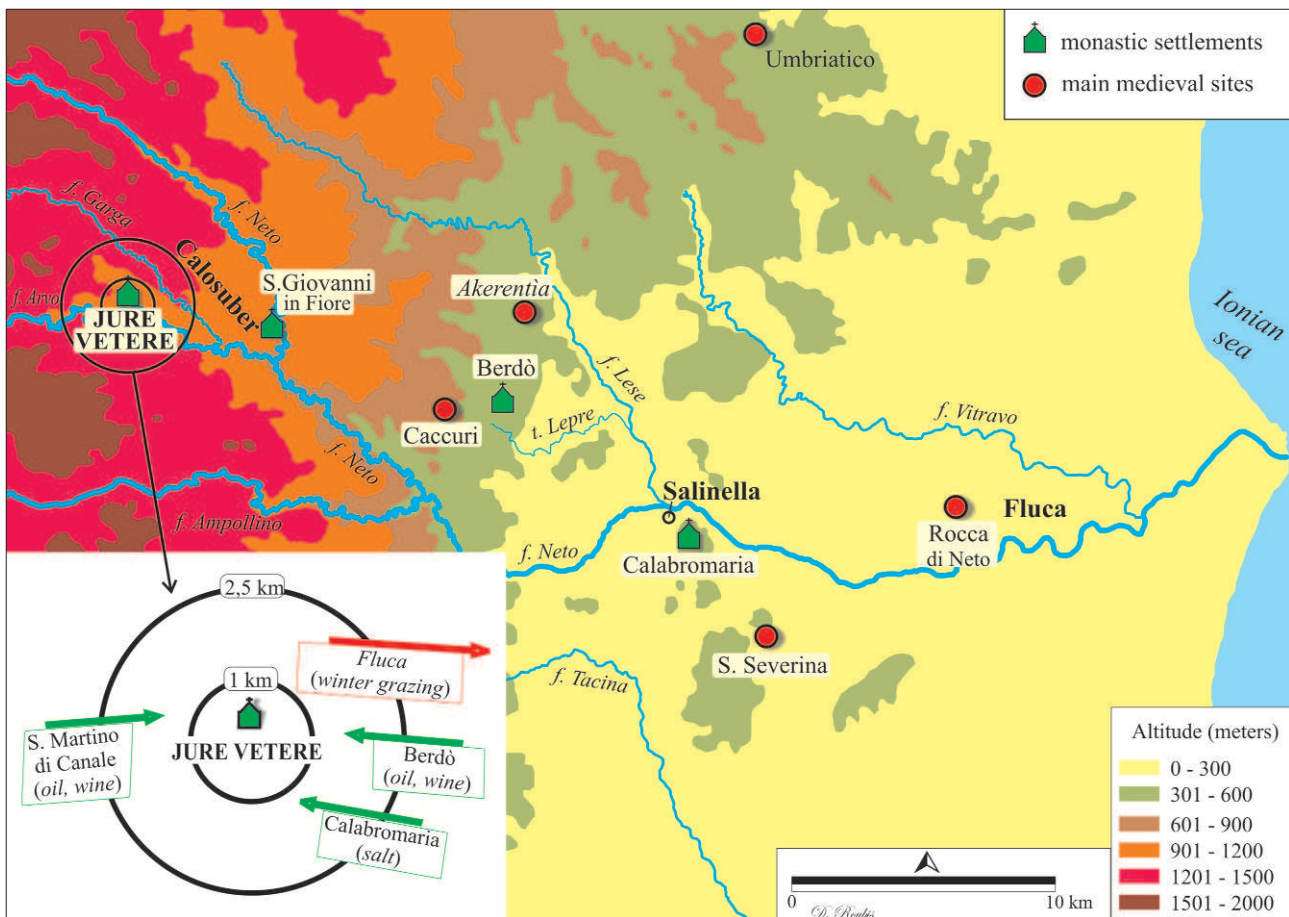 monastic settlements
main medieval sites
Umbriatico
f. Neto
f. Garga
Calosuber
S.Giovanni
in Fiore
f. Arvo
JURE
VETERE
Akerentìa
Ionian
sea
Berdò
f. Lese
Caccuri
t. Lepre
f. Vitravo
f. Neto
Salinella
f. Ampollino
Fluca
Rocca
di Neto
f. Neto
Calabromaria
S. Severina
f. Tacina
2,5 km
Fluca
(winter grazing)
1 km
JURE VETERE
S. Martino
di Canale
(oil, wine)
Berdò
(oil, wine)
Calabromaria
(salt)
Altitude (meters)
0 - 300
301 - 600
601 - 900
901 - 1200
1201 - 1500
1501 - 2000
0
10 km
D. Roubis